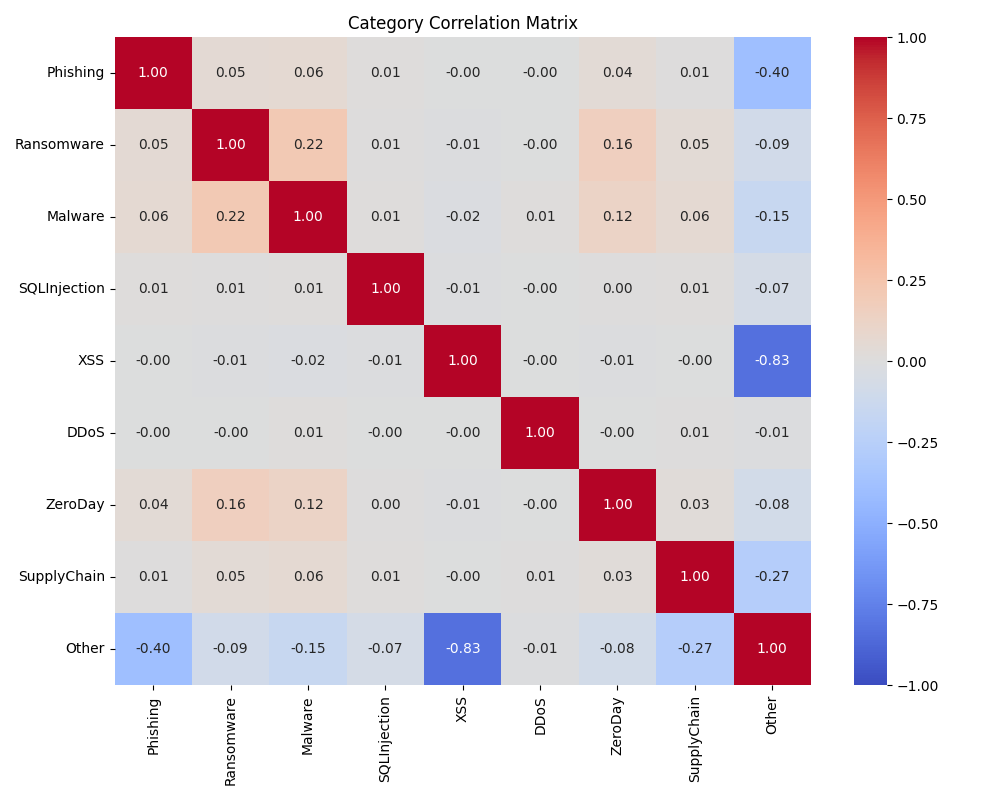 Category Correlation Matrix
Phishing 1.00 0.05 0.06 0.01 -0.00 -0.00 0.04 0.01 -0.40
Ransomware 0.05 1.00 0.22 0.01 -0.01 -0.00 0.16 0.05 -0.09
Malware 0.06 0.22 1.00 0.01 -0.02 0.01 0.12 0.06 -0.15
SQLInjection 0.01 0.01 0.01 1.00 -0.01 -0.00 0.00 0.01 -0.07
XSS -0.00 -0.01 -0.02 -0.01 1.00 -0.00 -0.01 -0.00 -0.83
DDoS -0.00 -0.00 0.01 -0.00 -0.00 1.00 -0.00 0.01 -0.01
ZeroDay 0.04 0.16 0.12 0.00 -0.01 -0.00 1.00 0.03 -0.08
SupplyChain 0.01 0.05 0.06 0.01 -0.00 0.01 0.03 1.00 -0.27
Other -0.40 -0.09 -0.15 -0.07 -0.83 -0.01 -0.08 -0.27 1.00
Phishing
Ransomware
Malware
SQLInjection
XSS
DDoS
ZeroDay
SupplyChain
Other
1.00
0.75
0.50
0.25
0.00
−0.25
−0.50
−0.75
−1.00